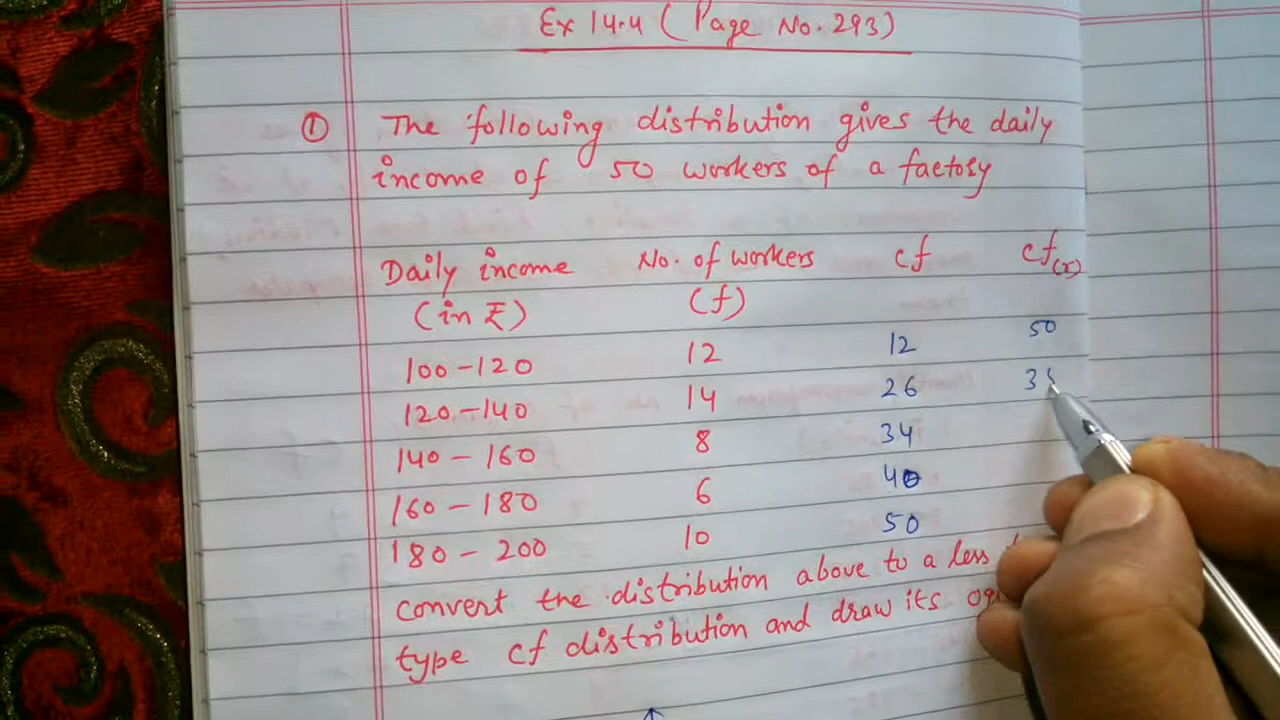 Ex 14.4 (Page No. 293)
① The following distribution gives the daily
income of 50 workers of a factory
Daily income No. of workers cf cf(x)
(in ₹) (f)
100-120 12 12 50
120-140 14 26
140-160 8 34
160-180 6 40
180-200 10 50
convert the distribution above to a less
type cf distribution and draw its